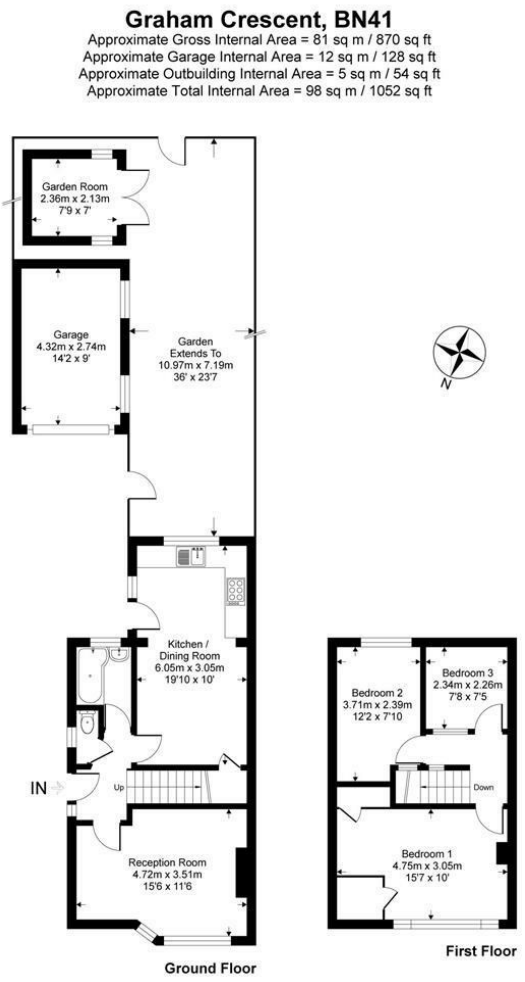 Graham Crescent, BN41
Approximate Gross Internal Area = 81 sq m / 870 sq ft
Approximate Garage Internal Area = 12 sq m / 128 sq ft
Approximate Outbuilding Internal Area = 5 sq m / 54 sq ft
Approximate Total Internal Area = 98 sq m / 1052 sq ft
Garden Room
2.36m x 2.13m
7'9 x 7'
Garage
4.32m x 2.74m
14'2 x 9'
Garden
Extends To
10.97m x 7.19m
36' x 23'7
N
Kitchen /
Dining Room
6.05m x 3.05m
19'10 x 10'
IN
Up
Reception Room
4.72m x 3.51m
15'6 x 11'6
Ground Floor
Bedroom 2
3.71m x 2.39m
12'2 x 7'10
Bedroom 3
2.34m x 2.26m
7'8 x 7'5
Down
Bedroom 1
4.75m x 3.05m
15'7 x 10'
First Floor